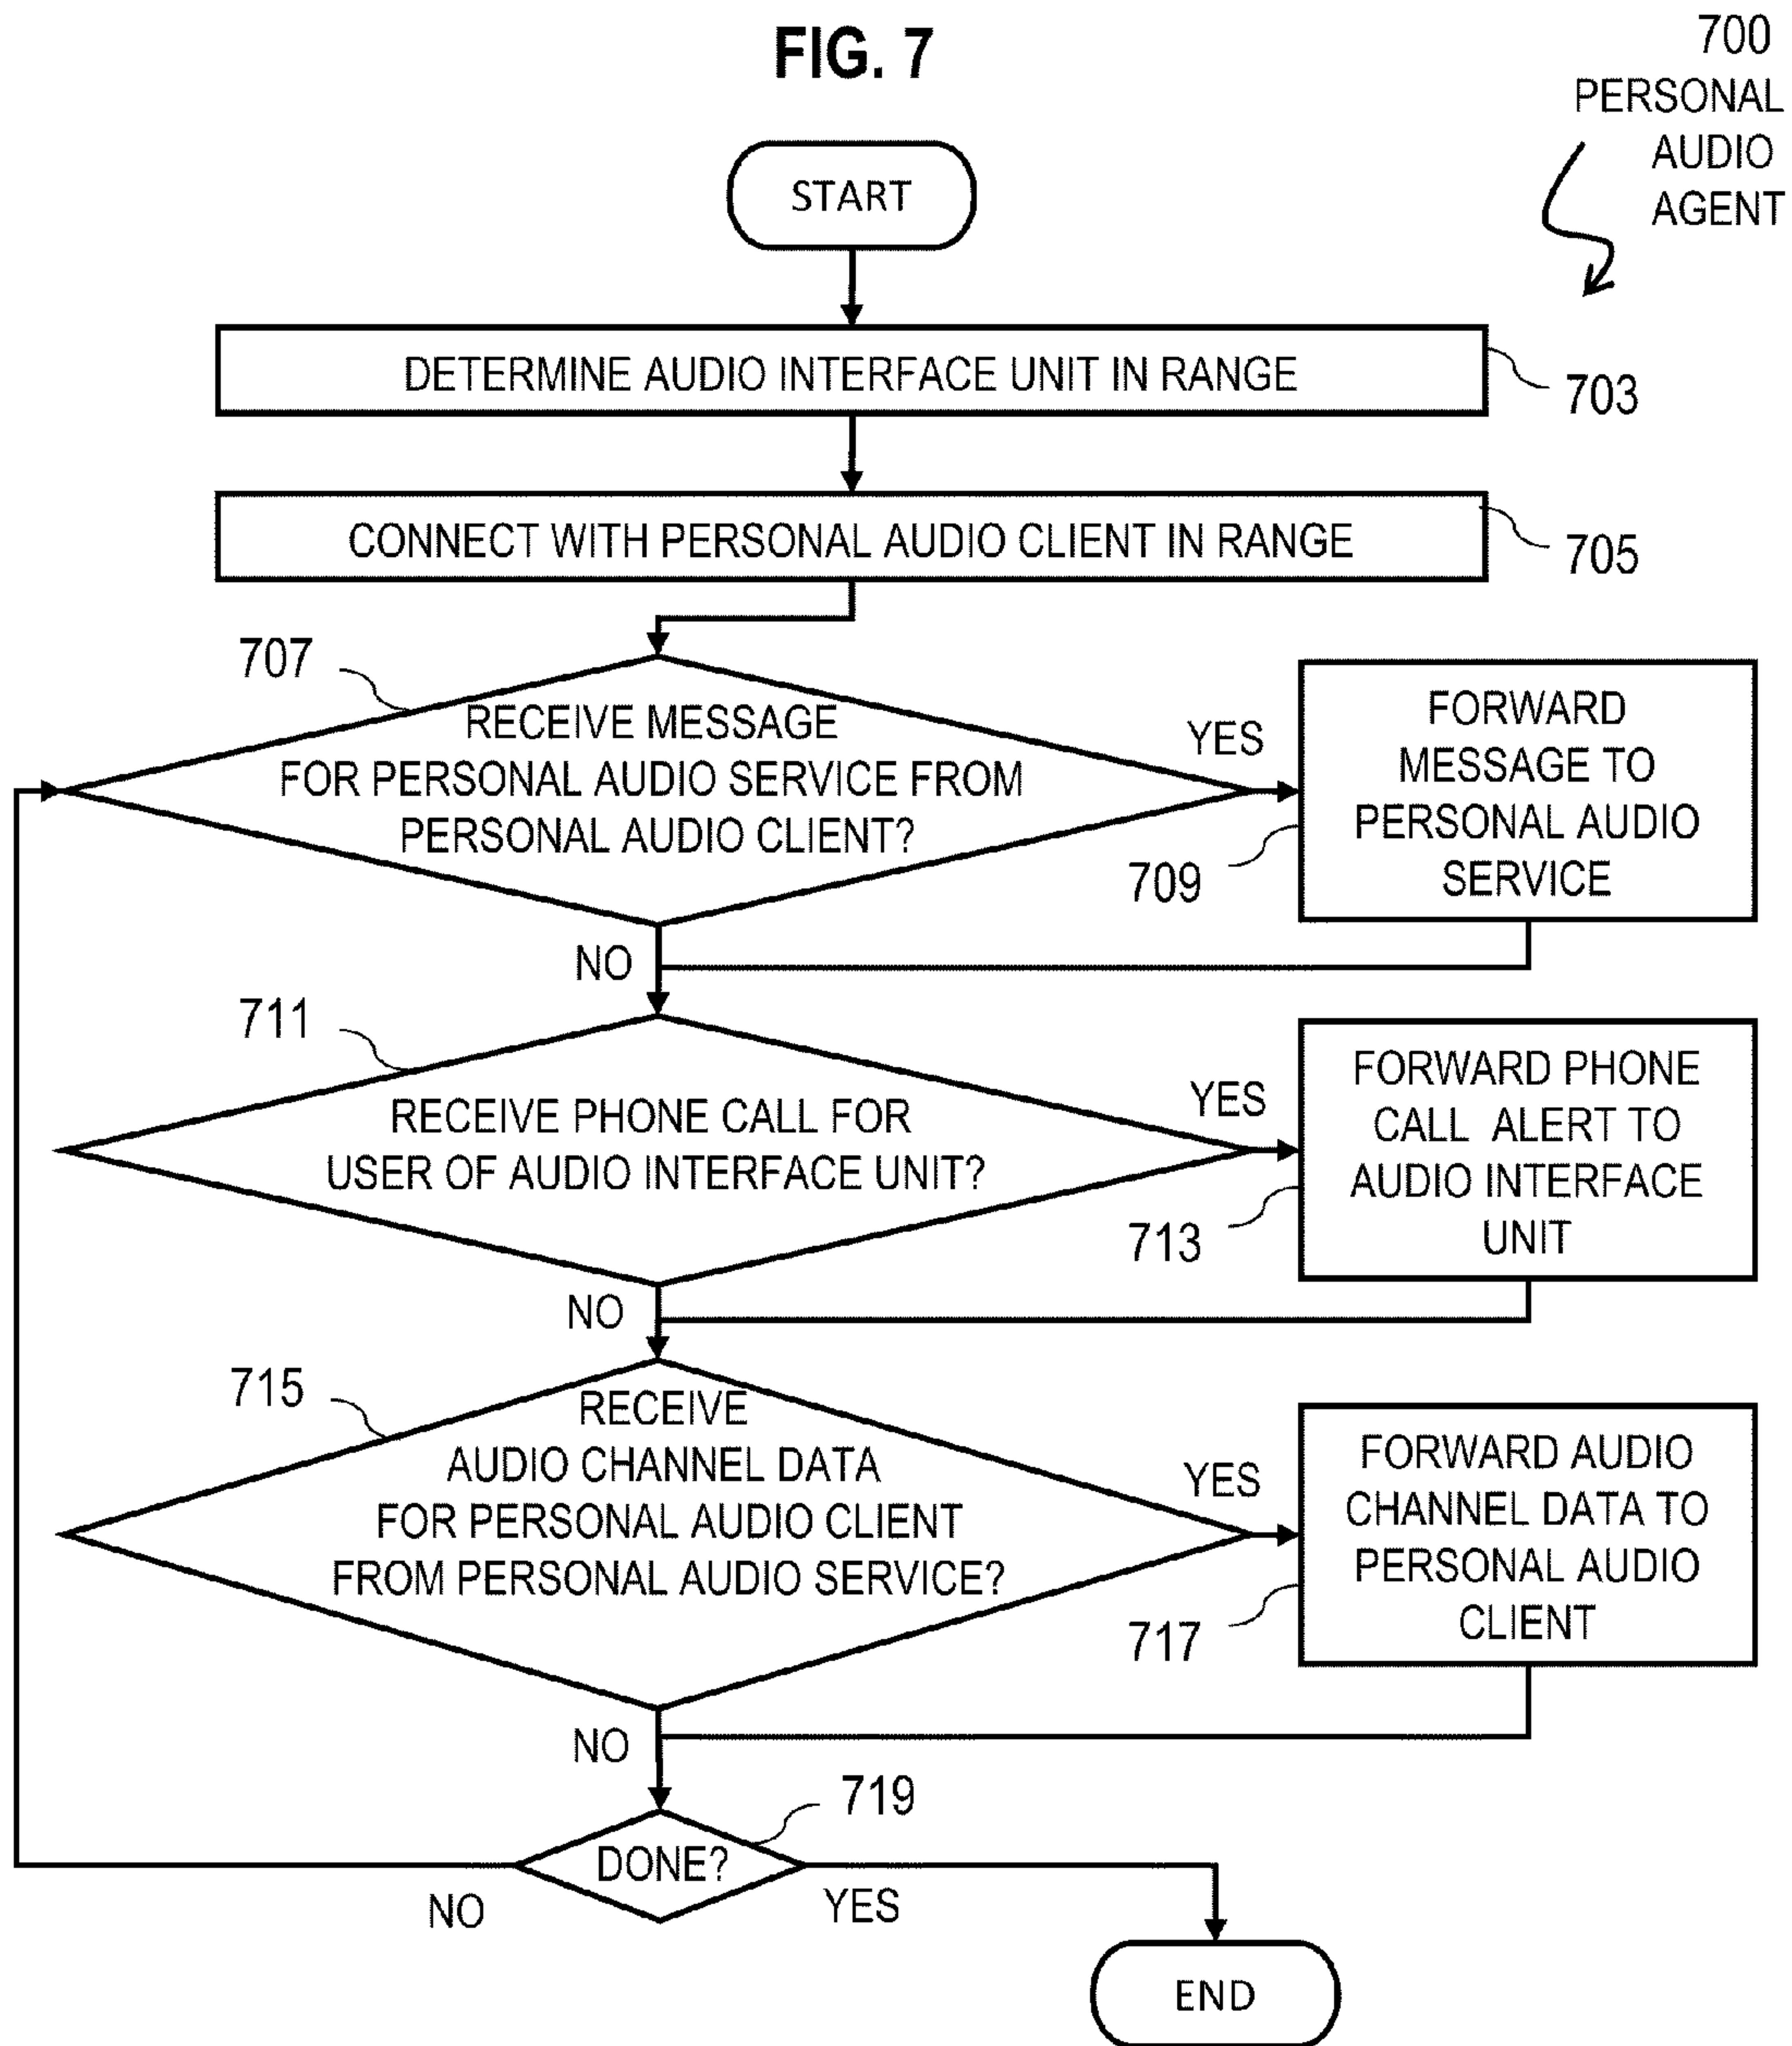 FIG. 7
700
PERSONAL
AUDIO
AGENT
START
DETERMINE AUDIO INTERFACE UNIT IN RANGE
703
CONNECT WITH PERSONAL AUDIO CLIENT IN RANGE
705
707
RECEIVE MESSAGE
FOR PERSONAL AUDIO SERVICE FROM
PERSONAL AUDIO CLIENT?
YES
FORWARD
MESSAGE TO
PERSONAL AUDIO
SERVICE
709
NO
711
RECEIVE PHONE CALL FOR
USER OF AUDIO INTERFACE UNIT?
YES
FORWARD PHONE
CALL ALERT TO
AUDIO INTERFACE
UNIT
713
NO
715
RECEIVE
AUDIO CHANNEL DATA
FOR PERSONAL AUDIO CLIENT
FROM PERSONAL AUDIO SERVICE?
YES
FORWARD AUDIO
CHANNEL DATA TO
PERSONAL AUDIO
CLIENT
717
NO
719
DONE?
NO
YES
END